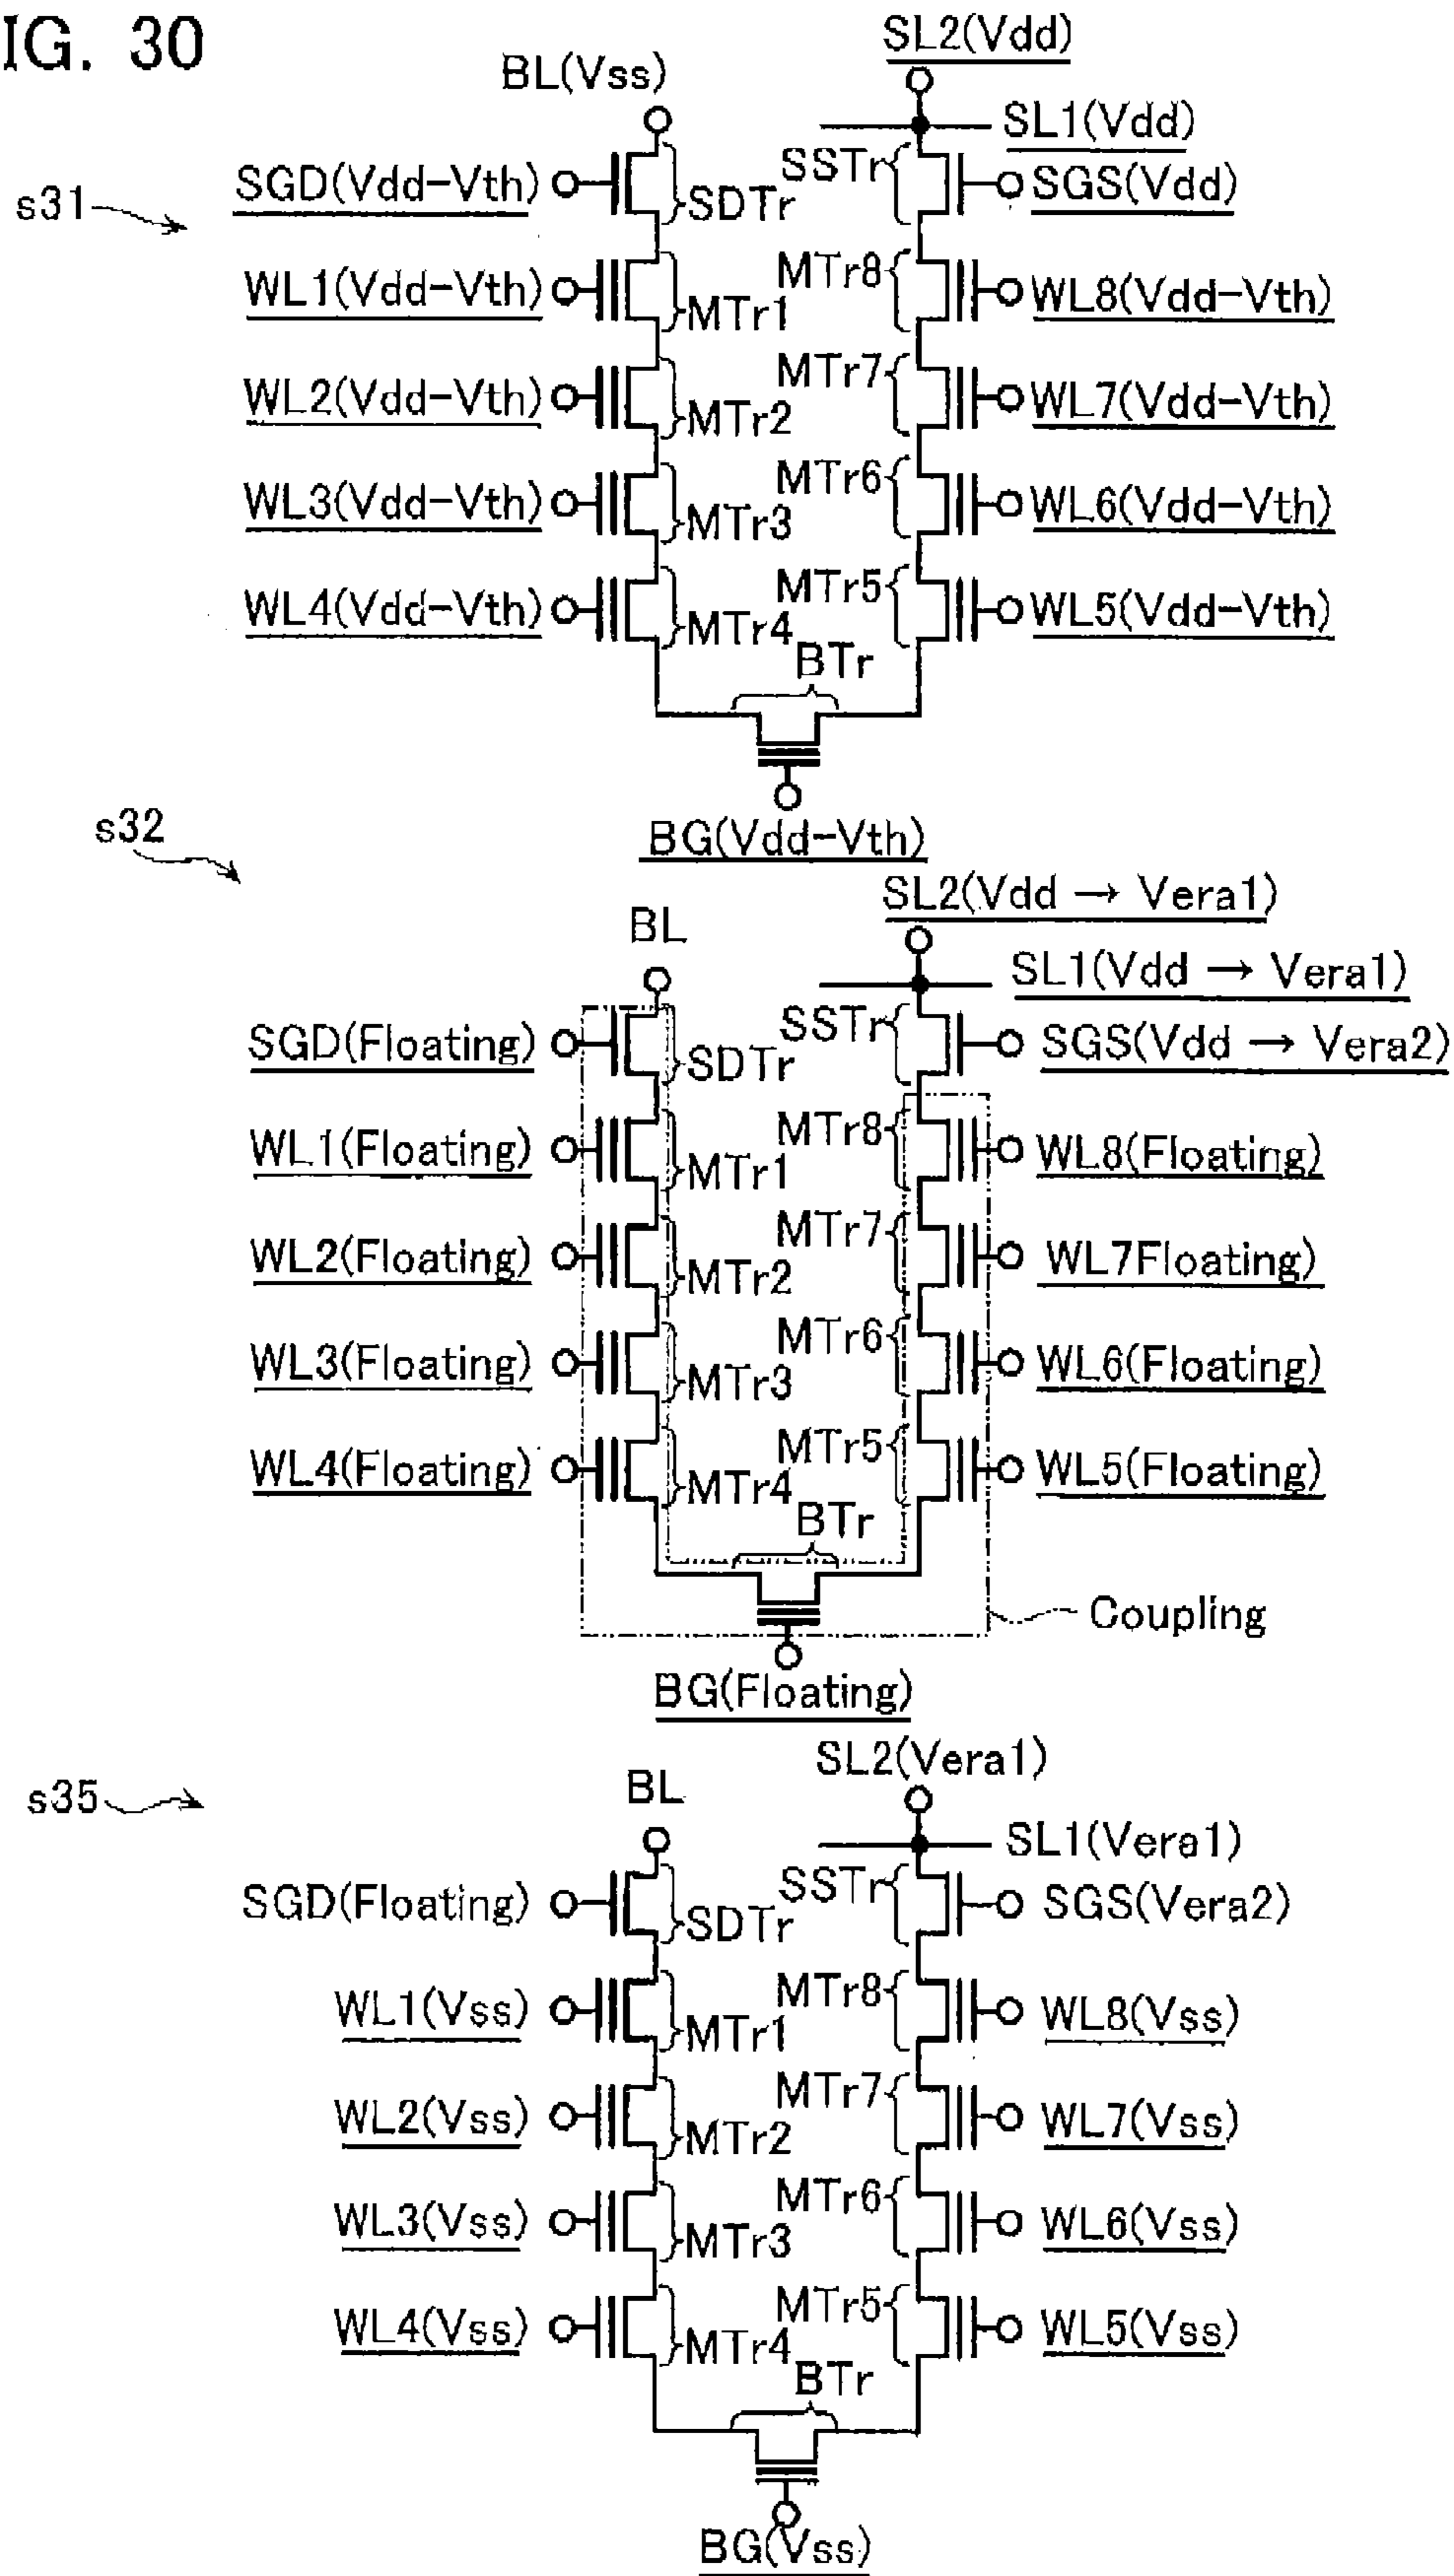 IG. 30
SL2(Vdd)
BL(Vss)
SL1(Vdd)
s31
SGD(Vdd-Vth)
SDTr
SSTr
SGS(Vdd)
WL1(Vdd-Vth)
MTr1
MTr8
WL8(Vdd-Vth)
WL2(Vdd-Vth)
MTr2
MTr7
WL7(Vdd-Vth)
WL3(Vdd-Vth)
MTr3
MTr6
WL6(Vdd-Vth)
WL4(Vdd-Vth)
MTr4
MTr5
WL5(Vdd-Vth)
BTr
BG(Vdd-Vth)
s32
SL2(Vdd → Vera1)
BL
SL1(Vdd → Vera1)
SGD(Floating)
SDTr
SSTr
SGS(Vdd → Vera2)
WL1(Floating)
MTr1
MTr8
WL8(Floating)
WL2(Floating)
MTr2
MTr7
WL7Floating)
WL3(Floating)
MTr3
MTr6
WL6(Floating)
WL4(Floating)
MTr4
MTr5
WL5(Floating)
BTr
Coupling
BG(Floating)
s35
SL2(Vera1)
BL
SL1(Vera1)
SGD(Floating)
SDTr
SSTr
SGS(Vera2)
WL1(Vss)
MTr1
MTr8
WL8(Vss)
WL2(Vss)
MTr2
MTr7
WL7(Vss)
WL3(Vss)
MTr3
MTr6
WL6(Vss)
WL4(Vss)
MTr4
MTr5
WL5(Vss)
BTr
BG(Vss)